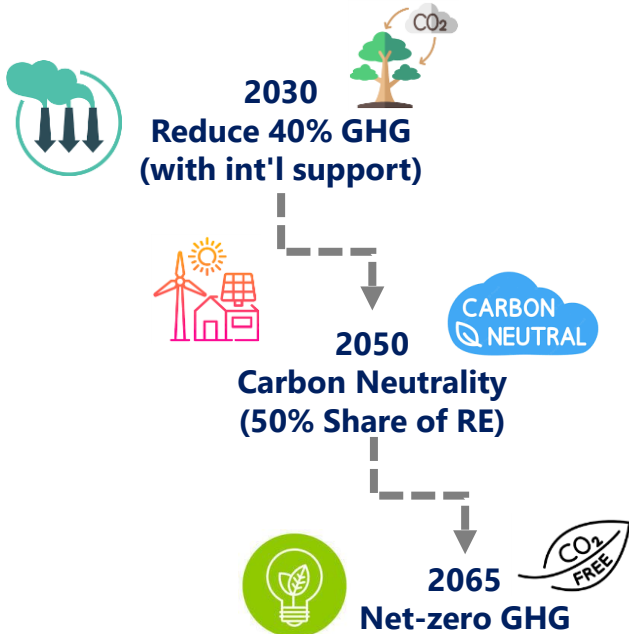 CO2
2030
Reduce 40% GHG
(with int'l support)
CARBON
NEUTRAL
2050
Carbon Neutrality
(50% Share of RE)
CO2
FREE
2065
Net-zero GHG